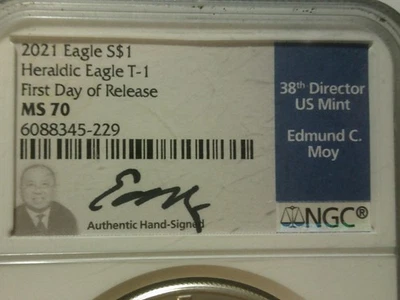 2021 Eagle S$1
Heraldic Eagle T-1
First Day of Release
MS 70
6088345-229
38th Director
US Mint
Edmund C.
Moy
Authentic Hand-Signed
NGC®